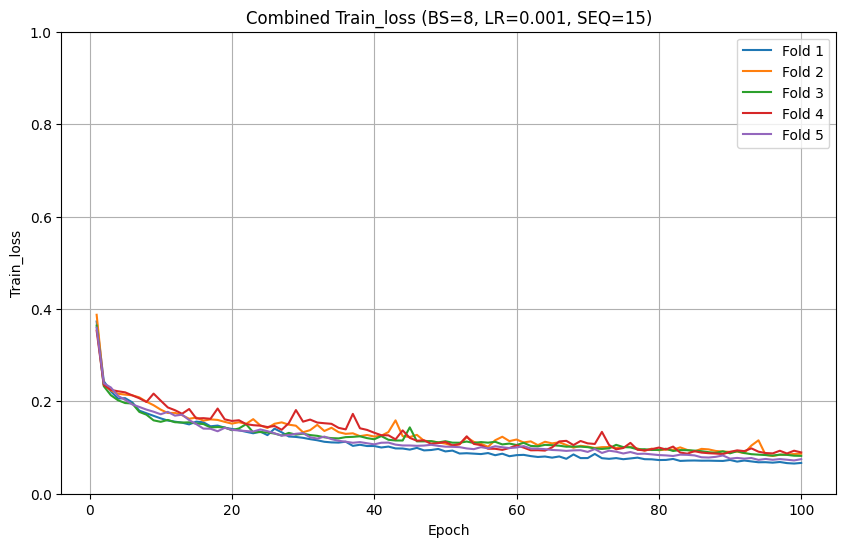 Combined Train_loss (BS=8, LR=0.001, SEQ=15)
Train_loss
1.0
0.8
0.6
0.4
0.2
0.0
0 20 40 60 80 100
Epoch
Fold 1
Fold 2
Fold 3
Fold 4
Fold 5